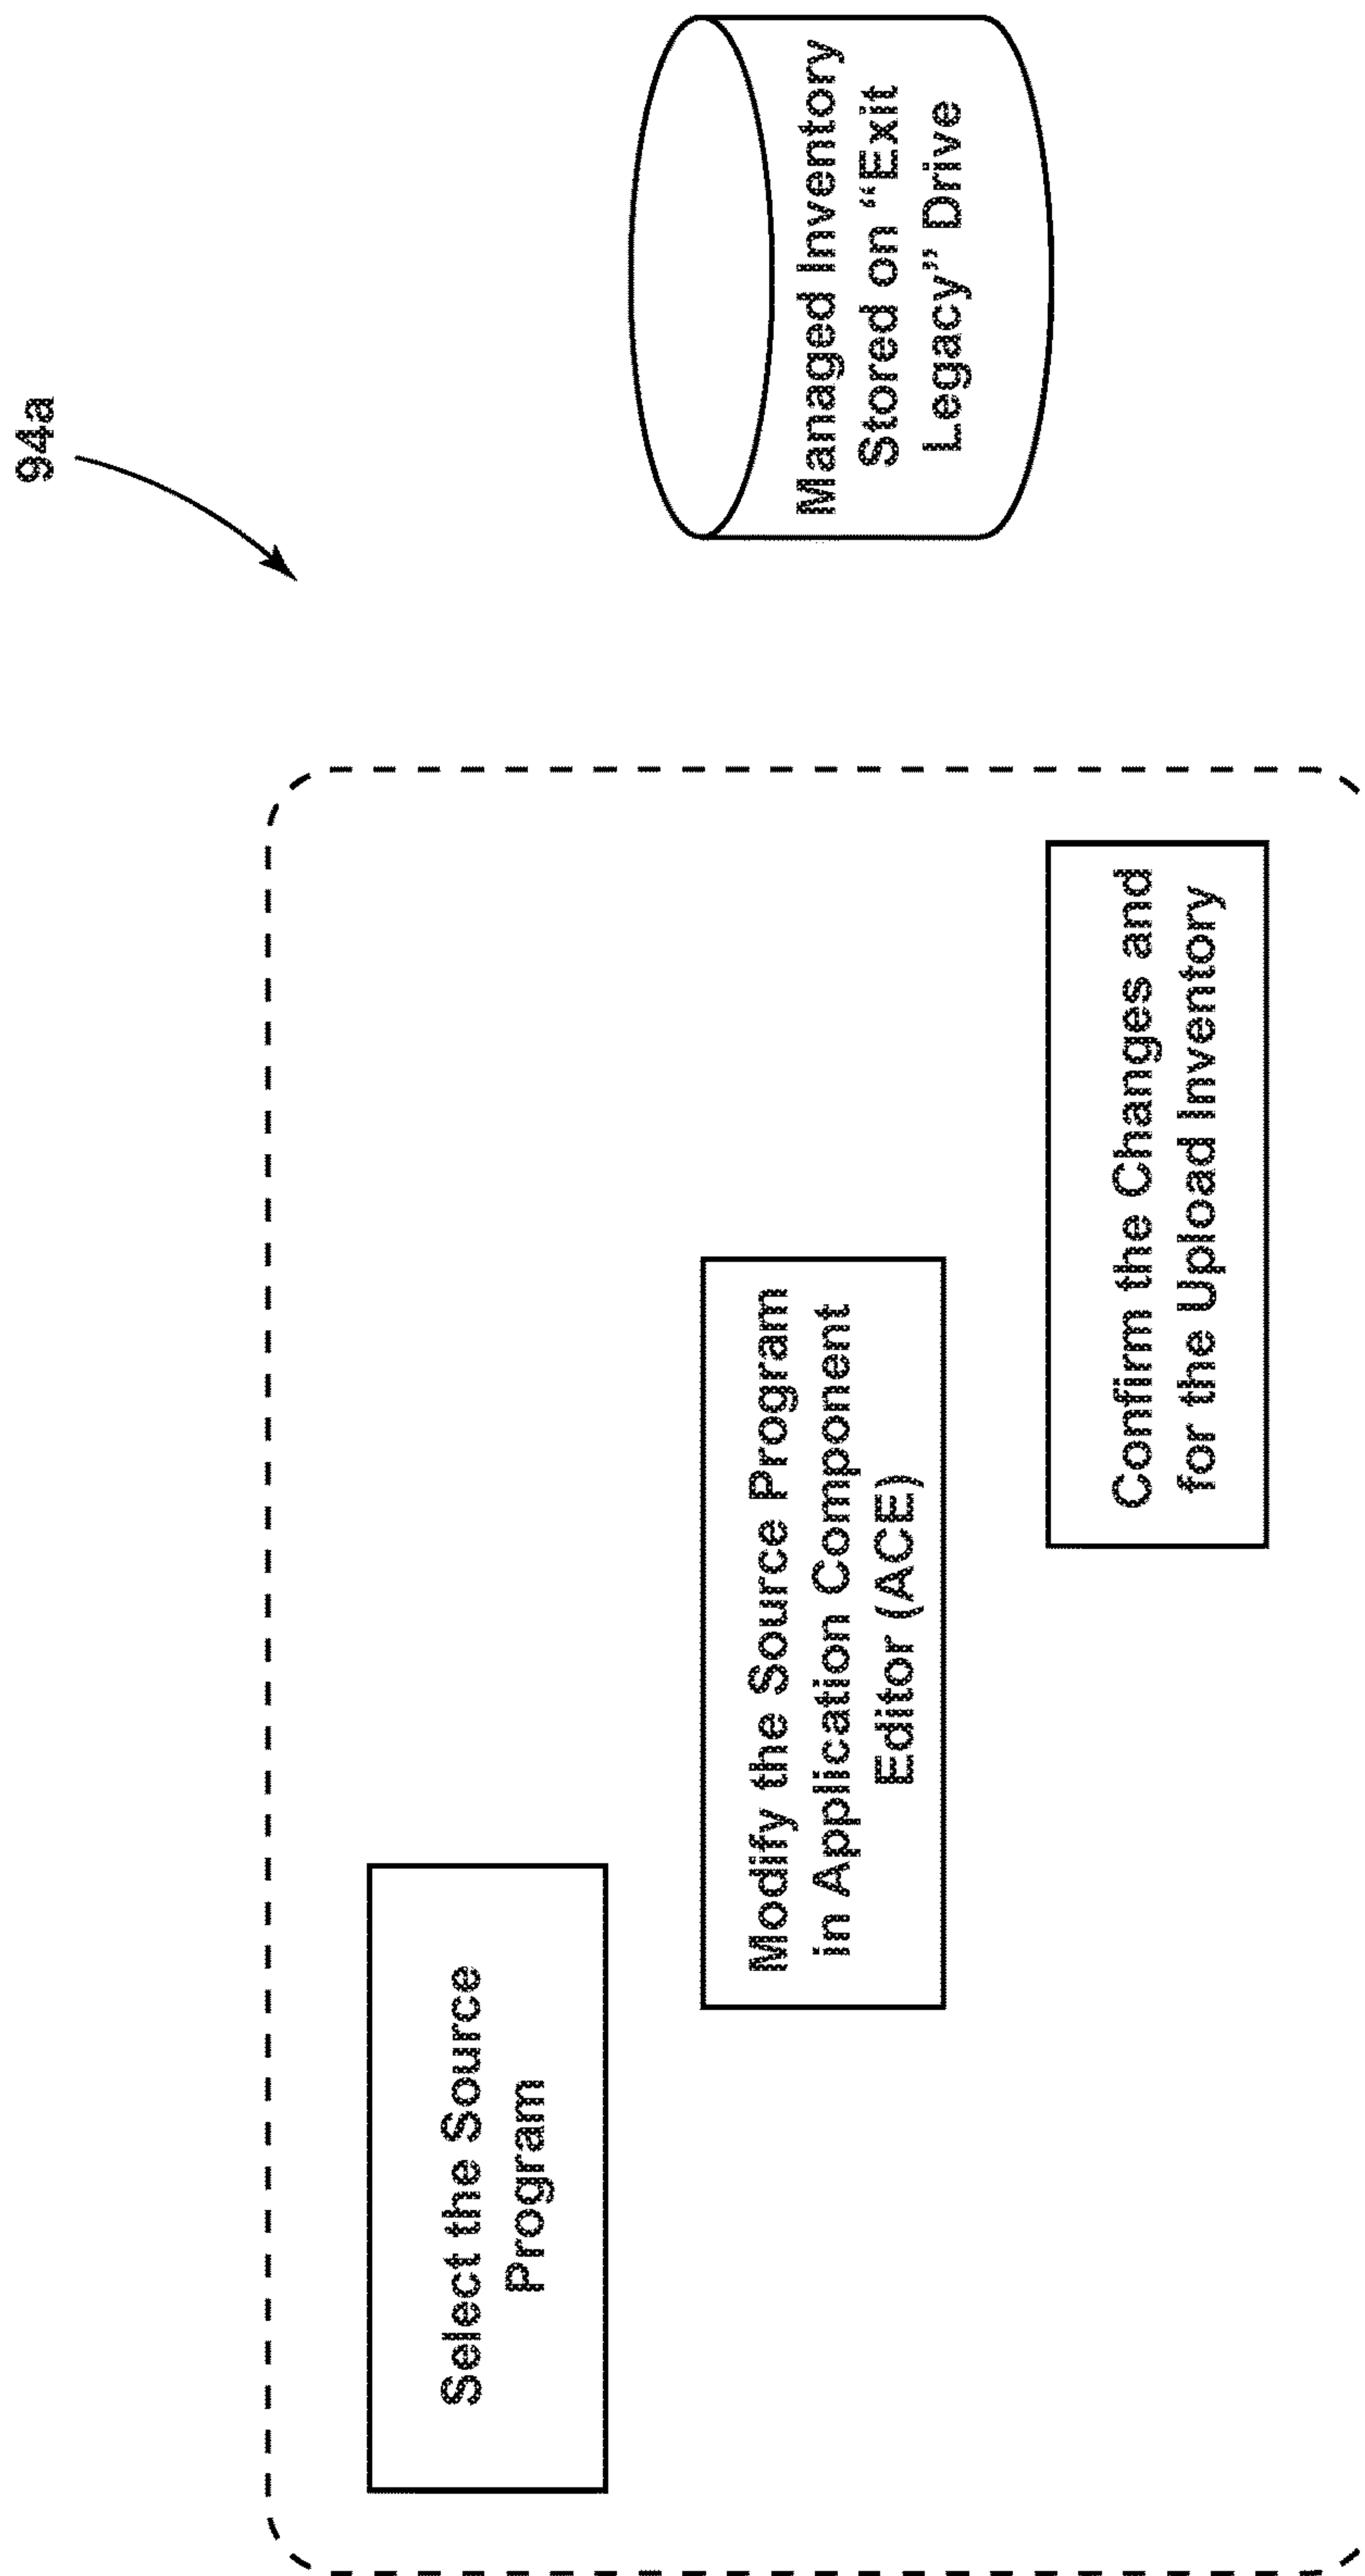 94a
Select the Source
Program
Modify the Source Program
in Application Component
Editor (ACE)
Confirm the Changes and
for the Upload Inventory
Managed Inventory
Stored on “Exit
Legacy” Drive